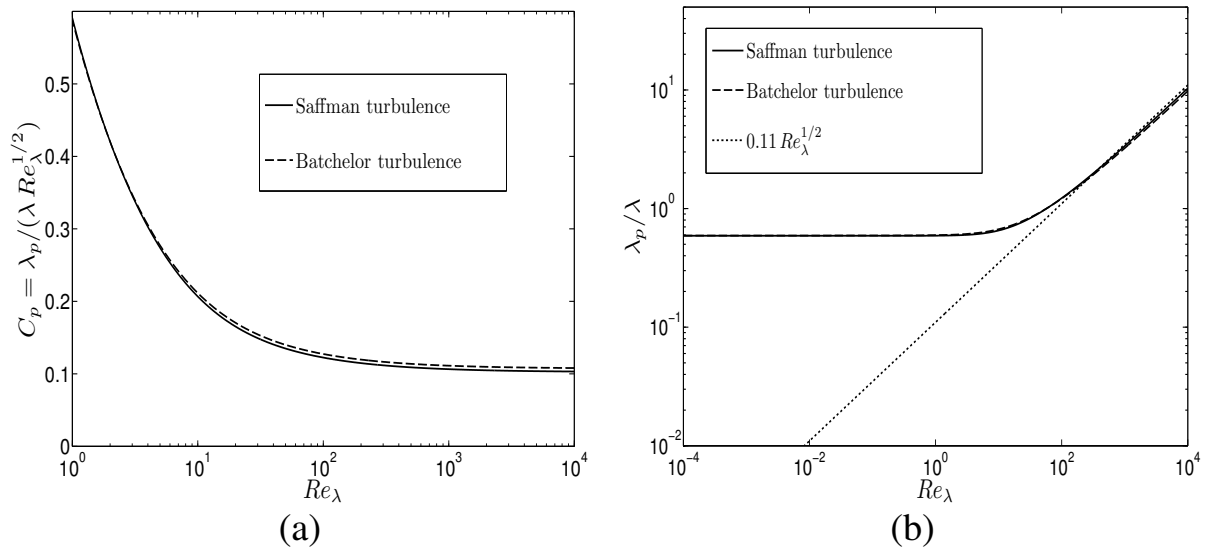 0.5
0.4
0.3
0.2
0.1
0
C_p = λ_p/(λ Re_λ^{1/2})
Saffman turbulence
Batchelor turbulence
10^0
10^1
10^2
10^3
10^4
Re_λ
(a)
10^1
10^0
10^{-1}
10^{-2}
λ_p/λ
Saffman turbulence
Batchelor turbulence
0.11 Re_λ^{1/2}
10^{-4}
10^{-2}
10^0
10^2
10^4
Re_λ
(b)